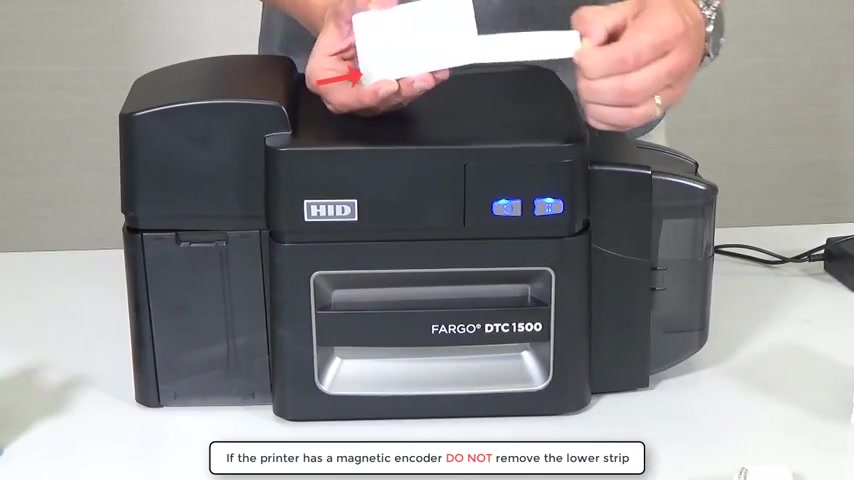 HID
FARGO® DTC1500
If the printer has a magnetic encoder DO NOT remove the lower strip